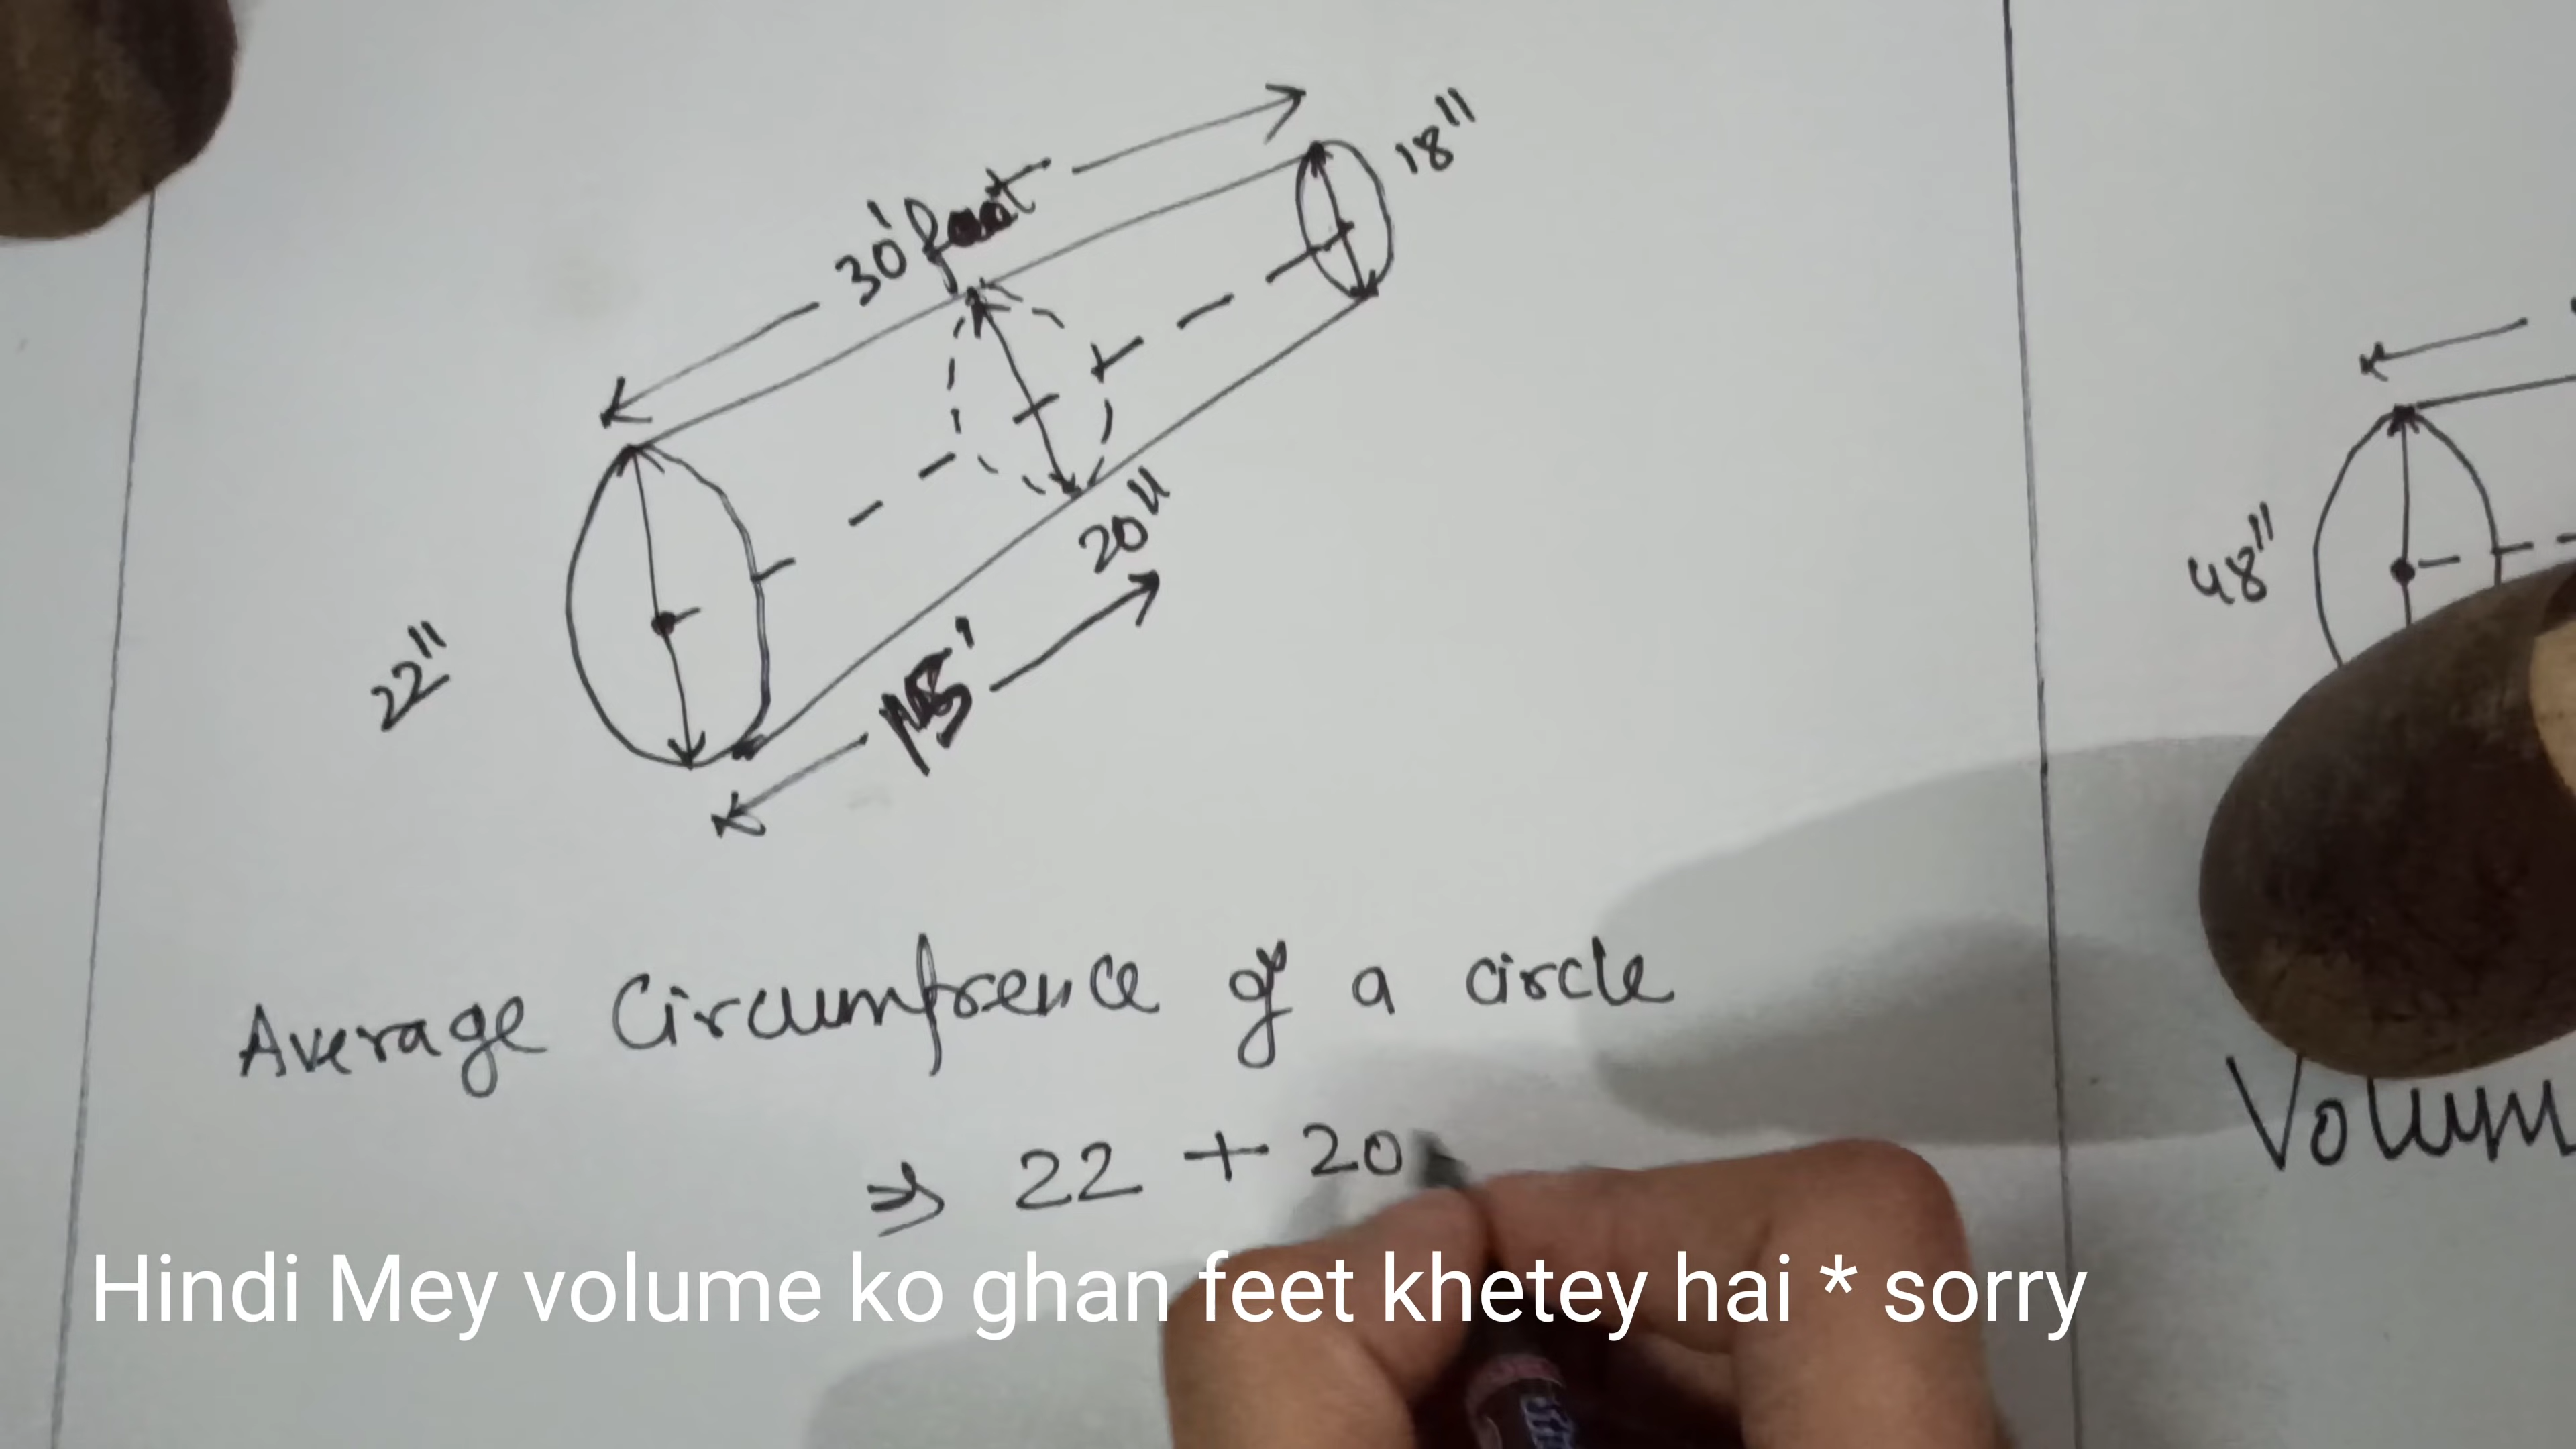 30' feet
18"
20"
22"
15'
48"
Average Circumfrence of a circle
⇒ 22 + 20
Volum
Hindi Mey volume ko ghan feet khetey hai * sorry